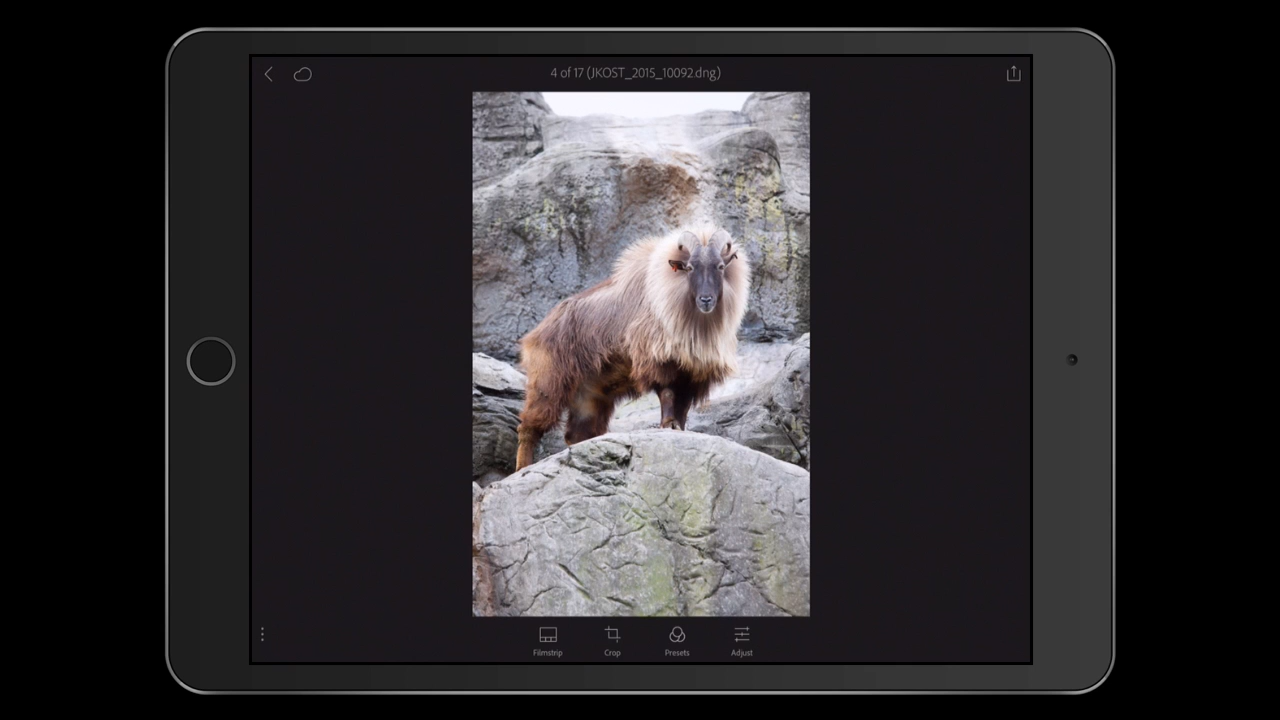 4 of 17 (JKOST_2015_10092.dng)
Filmstrip Crop Presets Adjust